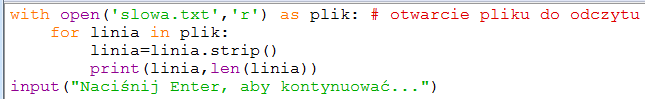 with open('slowa.txt','r') as plik: # otwarcie pliku do odczytu
    for linia in plik:
        linia=linia.strip()
        print(linia,len(linia))
input("Naciśnij Enter, aby kontynuować...")